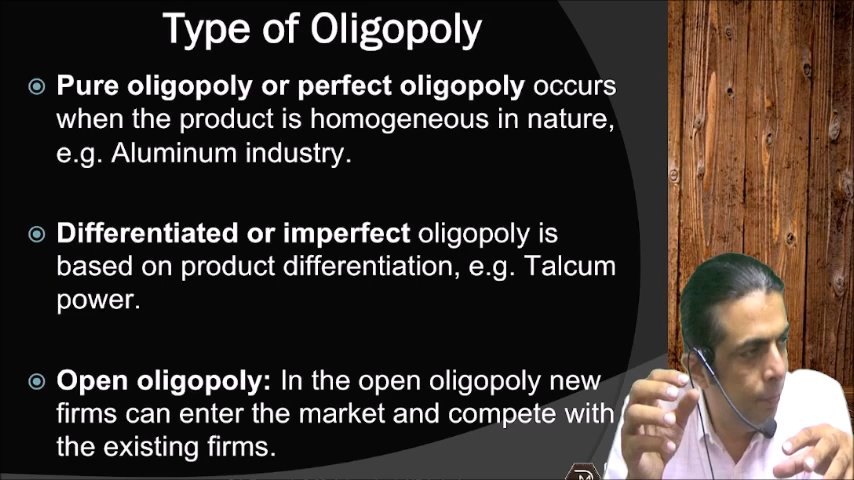 Type of Oligopoly
Pure oligopoly or perfect oligopoly occurs
when the product is homogeneous in nature,
e.g. Aluminum industry.
Differentiated or imperfect oligopoly is
based on product differentiation, e.g. Talcum
power.
Open oligopoly: In the open oligopoly new
firms can enter the market and compete with
the existing firms.